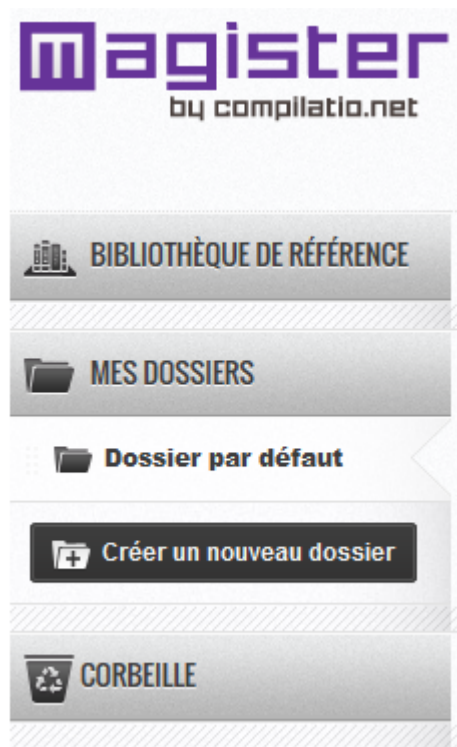 magister
by compilatio.net
BIBLIOTHÈQUE DE RÉFÉRENCE
MES DOSSIERS
Dossier par défaut
Créer un nouveau dossier
CORBEILLE